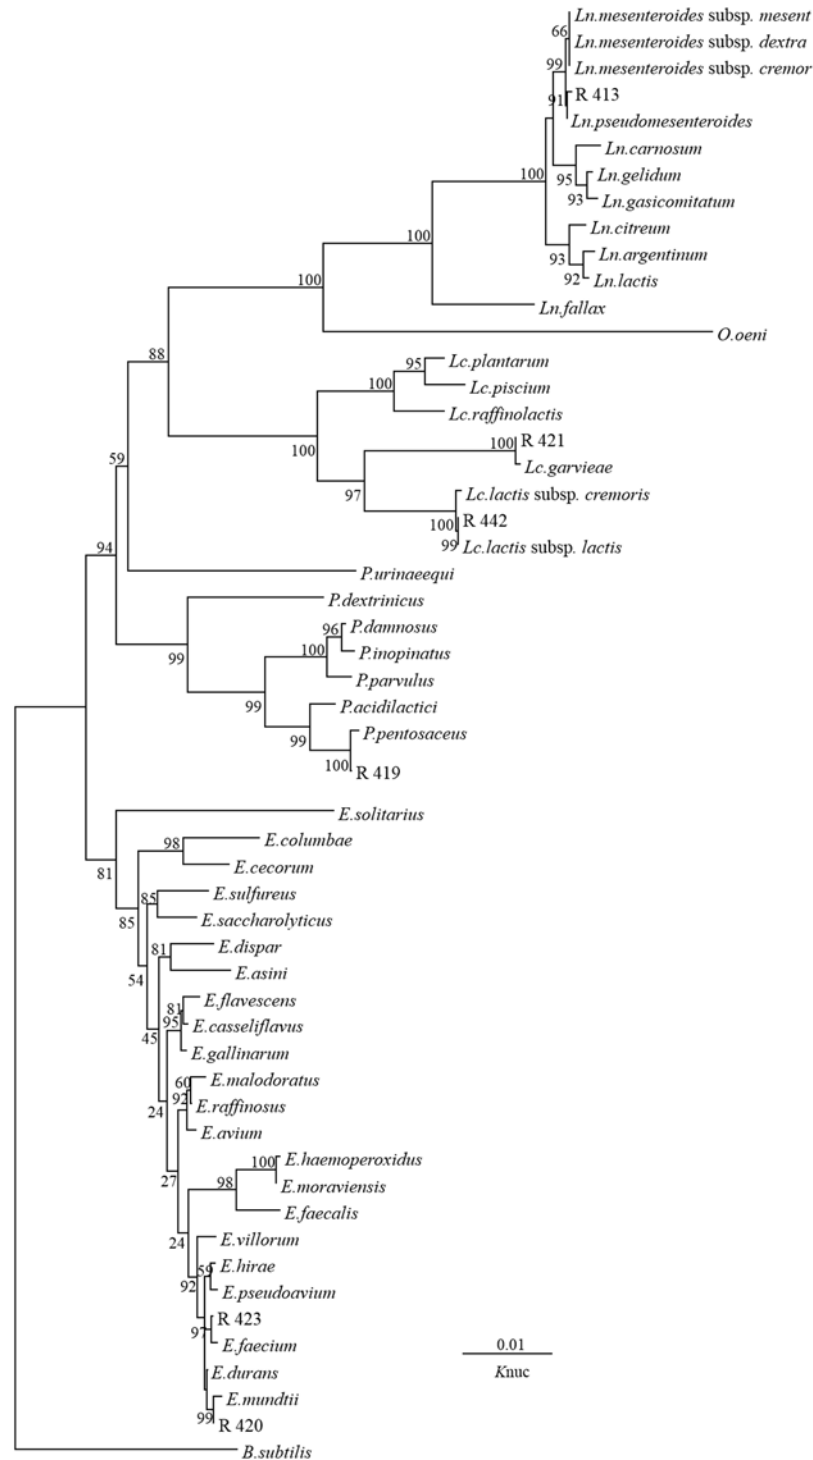 Ln.mesenteroides subsp. mesent
66
Ln.mesenteroides subsp. dextra
99
Ln.mesenteroides subsp. cremor
91
R 413
Ln.pseudomesenteroides
Ln.carnosum
100
95
Ln.gelidum
93
Ln.gasicomitatum
Ln.citreum
100
93
Ln.argentinum
92
Ln.lactis
100
Ln.fallax
O.oeni
88
95
Lc.plantarum
100
Lc.piscium
Lc.raffinolactis
100
100
R 421
59
Lc.garvieae
97
Lc.lactis subsp. cremoris
100
R 442
94
99
Lc.lactis subsp. lactis
P.urinaeequi
P.dextrinicus
96
P.damnosus
99
100
P.inopinatus
P.parvulus
99
P.acidilactici
99
P.pentosaceus
100
R 419
E.solitarius
98
E.columbae
81
E.cecorum
85
E.sulfureus
85
E.saccharolyticus
81
E.dispar
54
E.asini
81
E.flavescens
95
E.casseliflavus
45
E.gallinarum
60
E.malodoratus
92
E.raffinosus
24
E.avium
100
E.haemoperoxidus
27
98
E.moraviensis
E.faecalis
24
E.villorum
59
E.hirae
92
E.pseudoavium
R 423
97
E.faecium
0.01
E.durans
Knuc
E.mundtii
99
R 420
B.subtilis